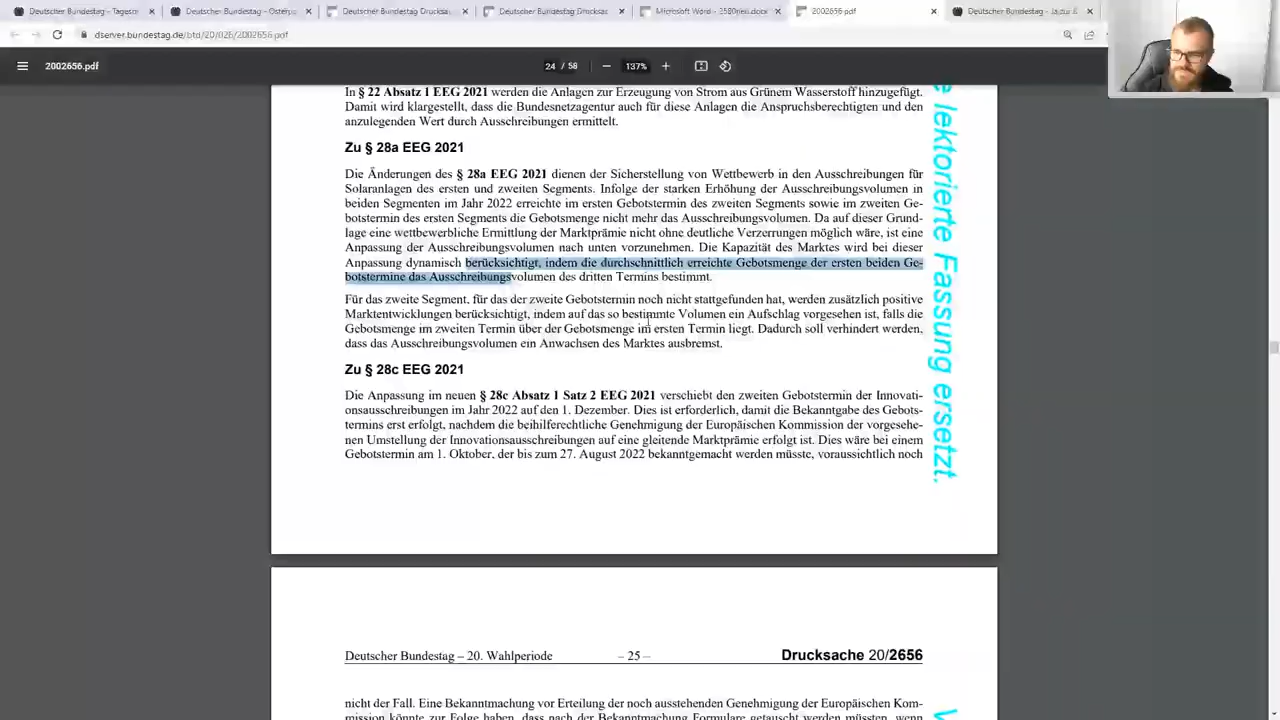 Deutscher Bundestag - Tagesor
Deutscher Bundestag - Osterpa
Deutscher Bundestag Drucksac
Deutscher Bundestag Drucksac
Microsoft Word - 2580neu.docx
2002656.pdf
Deutscher Bundestag - Ja zur
dserver.bundestag.de/btd/20/026/2002656.pdf
2002656.pdf
24 / 58
137%
In § 22 Absatz 1 EEG 2021 werden die Anlagen zur Erzeugung von Strom aus Grünem Wasserstoff hinzugefügt.
Damit wird klargestellt, dass die Bundesnetzagentur auch für diese Anlagen die Anspruchsberechtigten und den
anzulegenden Wert durch Ausschreibungen ermittelt.
Zu § 28a EEG 2021
Die Änderungen des § 28a EEG 2021 dienen der Sicherstellung von Wettbewerb in den Ausschreibungen für
Solaranlagen des ersten und zweiten Segments. Infolge der starken Erhöhung der Ausschreibungsvolumen in
beiden Segmenten im Jahr 2022 erreichte im ersten Gebotstermin des zweiten Segments sowie im zweiten Ge-
botstermin des ersten Segments die Gebotsmenge nicht mehr das Ausschreibungsvolumen. Da auf dieser Grund-
lage eine wettbewerbliche Ermittlung der Marktprämie nicht ohne deutliche Verzerrungen möglich wäre, ist eine
Anpassung der Ausschreibungsvolumen nach unten vorzunehmen. Die Kapazität des Marktes wird bei dieser
Anpassung dynamisch berücksichtigt, indem die durchschnittlich erreichte Gebotsmenge der ersten beiden Ge-
botstermine das Ausschreibungsvolumen des dritten Termins bestimmt.
Für das zweite Segment, für das der zweite Gebotstermin noch nicht stattgefunden hat, werden zusätzlich positive
Marktentwicklungen berücksichtigt, indem auf das so bestimmte Volumen ein Aufschlag vorgesehen ist, falls die
Gebotsmenge im zweiten Termin über der Gebotsmenge im ersten Termin liegt. Dadurch soll verhindert werden,
dass das Ausschreibungsvolumen ein Anwachsen des Marktes ausbremst.
Zu § 28c EEG 2021
Die Anpassung im neuen § 28c Absatz 1 Satz 2 EEG 2021 verschiebt den zweiten Gebotstermin der Innovati-
onsausschreibungen im Jahr 2022 auf den 1. Dezember. Dies ist erforderlich, damit die Bekanntgabe des Gebots-
termins erst erfolgt, nachdem die beihilferechtliche Genehmigung der Europäischen Kommission der vorgesehe-
nen Umstellung der Innovationsausschreibungen auf eine gleitende Marktprämie erfolgt ist. Dies wäre bei einem
Gebotstermin am 1. Oktober, der bis zum 27. August 2022 bekanntgemacht werden müsste, voraussichtlich noch
e lektorierte Fassung ersetzt.
Deutscher Bundestag – 20. Wahlperiode – 25 – Drucksache 20/2656
nicht der Fall. Eine Bekanntmachung vor Erteilung der noch ausstehenden Genehmigung der Europäischen Kom-
mission könnte zur Folge haben, dass nach der Bekanntmachung Formulare getauscht werden müssten, wenn